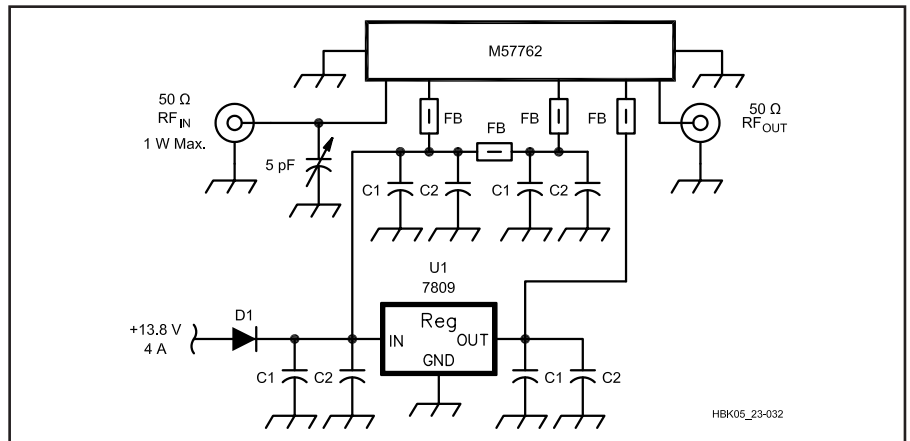 M57762
50 Ω
RF IN
1 W Max.
5 pF
FB
FB
FB
FB
50 Ω
RF OUT
C1
C2
C1
C2
U1
7809
+13.8 V
4 A
D1
Reg
IN
OUT
GND
C1
C2
C1
C2
HBK05_23-032